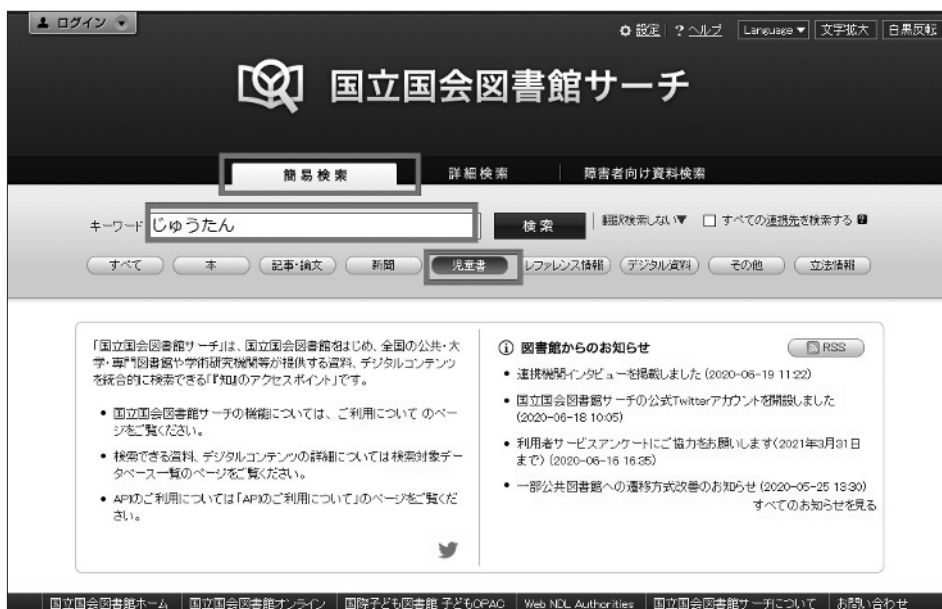 ログイン
設定 ? ヘルプ Language▼ 文字拡大 白黒反転
国立国会図書館サーチ
簡易検索 詳細検索 障害者向け資料検索
キーワード じゅうたん 検索 翻訳検索しない▼ すべての連携先を検索する ?
すべて 本 記事・論文 新聞 児童書 レファレンス情報 デジタル資料 その他 立法情報
「国立国会図書館サーチ」は、国立国会図書館をはじめ、全国の公共・大
学・専門図書館や学術研究機関等が提供する資料、デジタルコンテンツ
を統合的に検索できる「『知』のアクセスポイント」です。
• 国立国会図書館サーチの機能については、ご利用について のペー
ジをご覧ください。
• 検索できる資料、デジタルコンテンツの詳細については検索対象デー
タベース一覧のページをご覧ください。
• APIのご利用については「APIのご利用について」のページをご覧くだ
さい。
図書館からのお知らせ RSS
• 連携機関インタビューを掲載しました (2020-06-19 11:22)
• 国立国会図書館サーチの公式Twitterアカウントを開設しました
(2020-06-18 10:05)
• 利用者サービスアンケートにご協力をお願いします(2021年3月31日
まで) (2020-06-16 16:35)
• 一部公共図書館への遷移方式改善のお知らせ (2020-05-25 13:30)
すべてのお知らせを見る
国立国会図書館ホーム 国立国会図書館オンライン 国際子ども図書館 子どもOPAC Web NDL Authorities 国立国会図書館サーチについて お問い合わせ